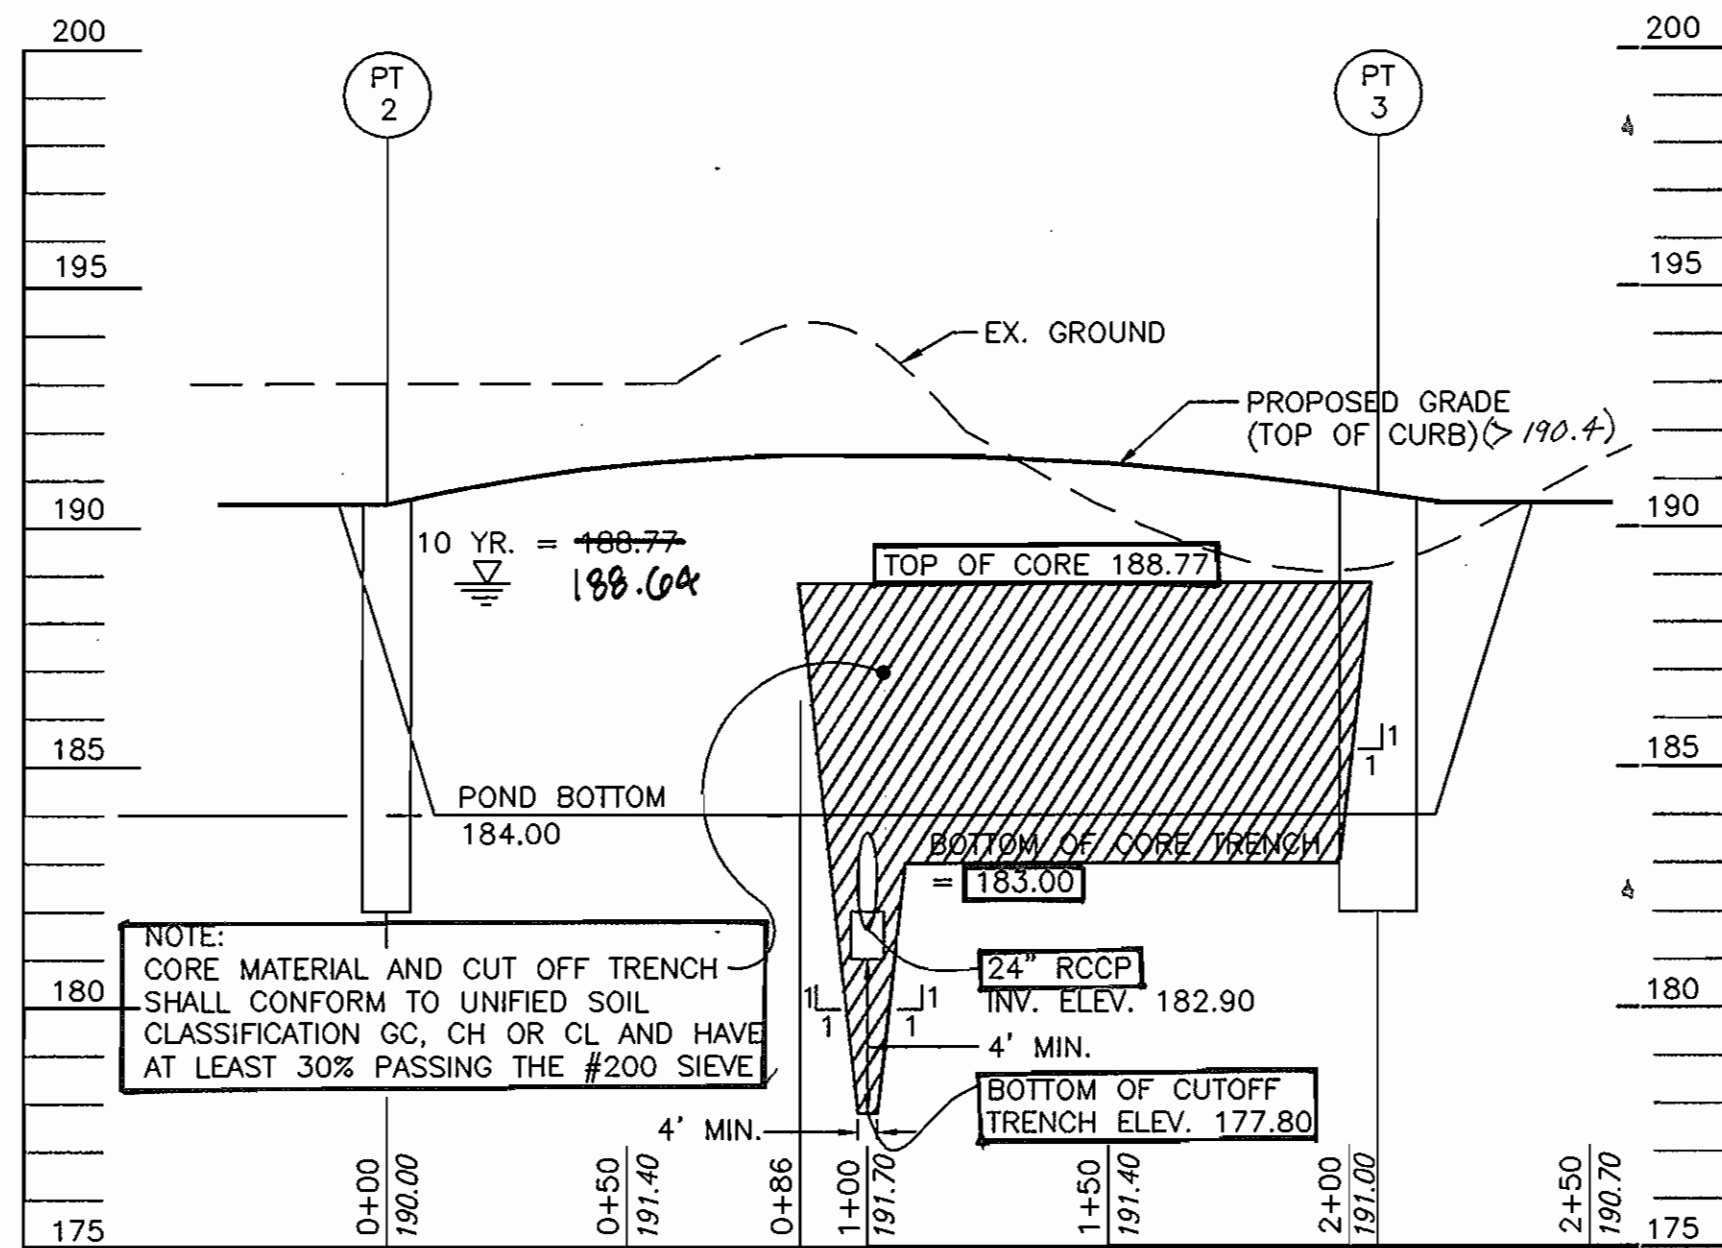 200
200
PT
2
PT
3
195
195
EX. GROUND
PROPOSED GRADE
(TOP OF CURB)(> 190.4)
190
190
10 YR. = 188.77
188.64
TOP OF CORE 188.77
185
185
1
1
POND BOTTOM
184.00
BOTTOM OF CORE TRENCH
= 183.00
NOTE:
CORE MATERIAL AND CUT OFF TRENCH
SHALL CONFORM TO UNIFIED SOIL
CLASSIFICATION GC, CH OR CL AND HAVE
AT LEAST 30% PASSING THE #200 SIEVE
24" RCCP
INV. ELEV. 182.90
180
180
1
1
1
1
4' MIN.
BOTTOM OF CUTOFF
TRENCH ELEV. 177.80
4' MIN.
0+00
190.00
0+50
191.40
0+86
1+00
191.70
1+50
191.40
2+00
191.00
2+50
190.70
175
175